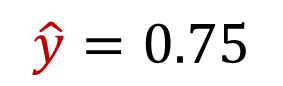 ŷ = 0.75